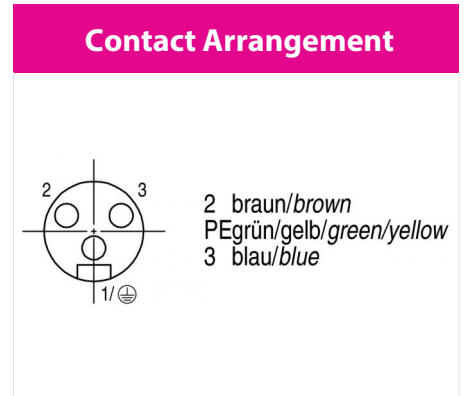 Contact Arrangement
2 3
2 braun/brown
PEgrün/gelb/green/yellow
3 blau/blue
1/⏚